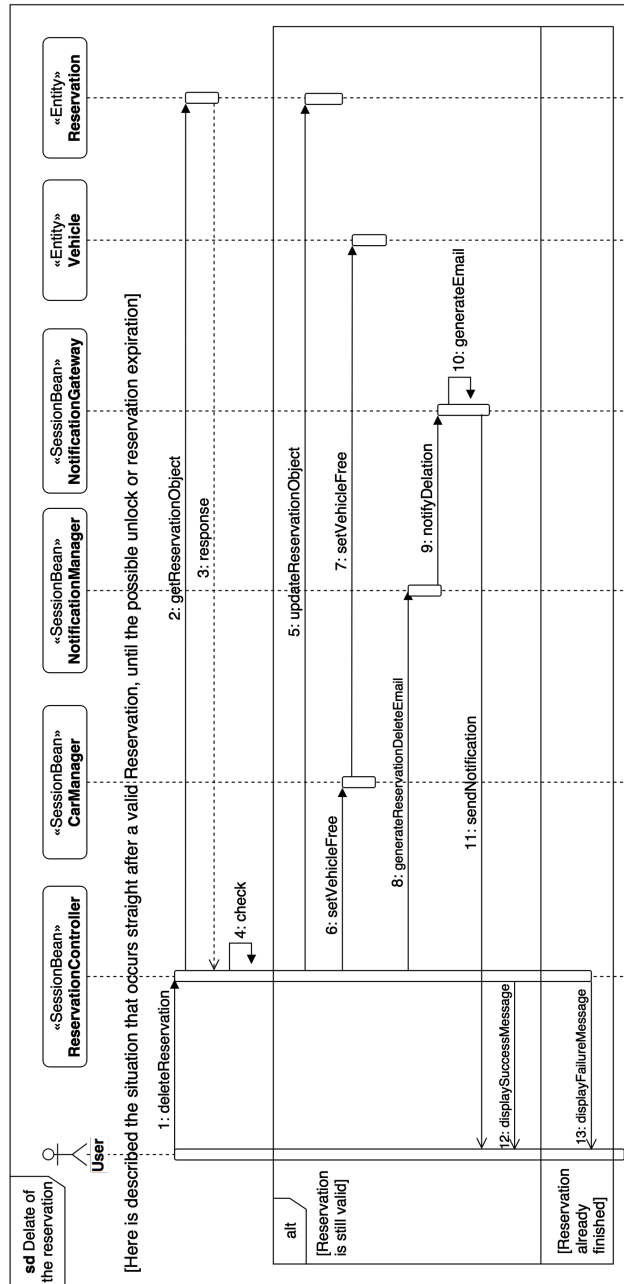 sd Delate of
the reservation
User
«SessionBean»
ReservationController
«SessionBean»
CarManager
«SessionBean»
NotificationManager
«SessionBean»
NotificationGateway
«Entity»
Vehicle
«Entity»
Reservation
[Here is described the situation that occurs straight after a valid Reservation, until the possible unlock or reservation expiration]
1: deleteReservation
2: getReservationObject
3: response
4: check
alt
[Reservation
is still valid]
5: updateReservationObject
6: setVehicleFree
7: setVehicleFree
8: generateReservationDeleteEmail
9: notifyDelation
10: generateEmail
11: sendNotification
12: displaySuccessMessage
[Reservation
already
finished]
13: displayFailureMessage